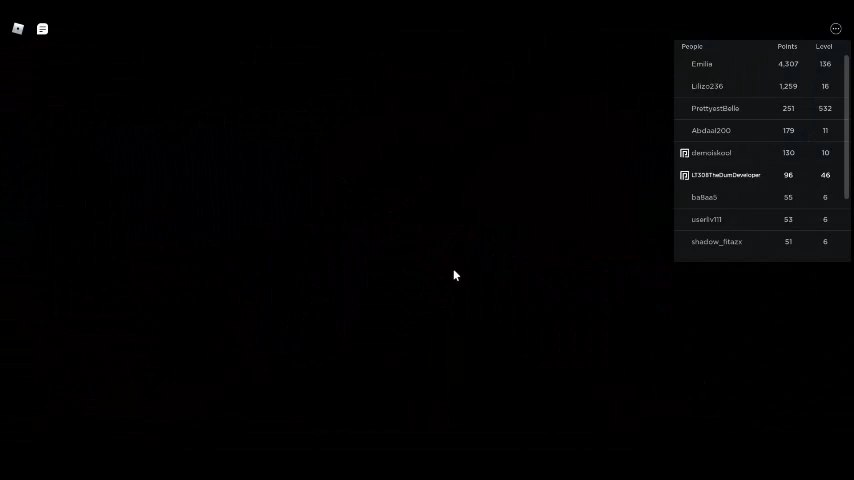 People Points Level
Emilia 4,307 136
Lilizo236 1,259 16
PrettyestBelle 251 532
Abdaal200 179 11
demoiskool 130 10
LT308TheDumDeveloper 96 46
ba8aa5 55 6
userliv111 53 6
shadow_fitazx 51 6